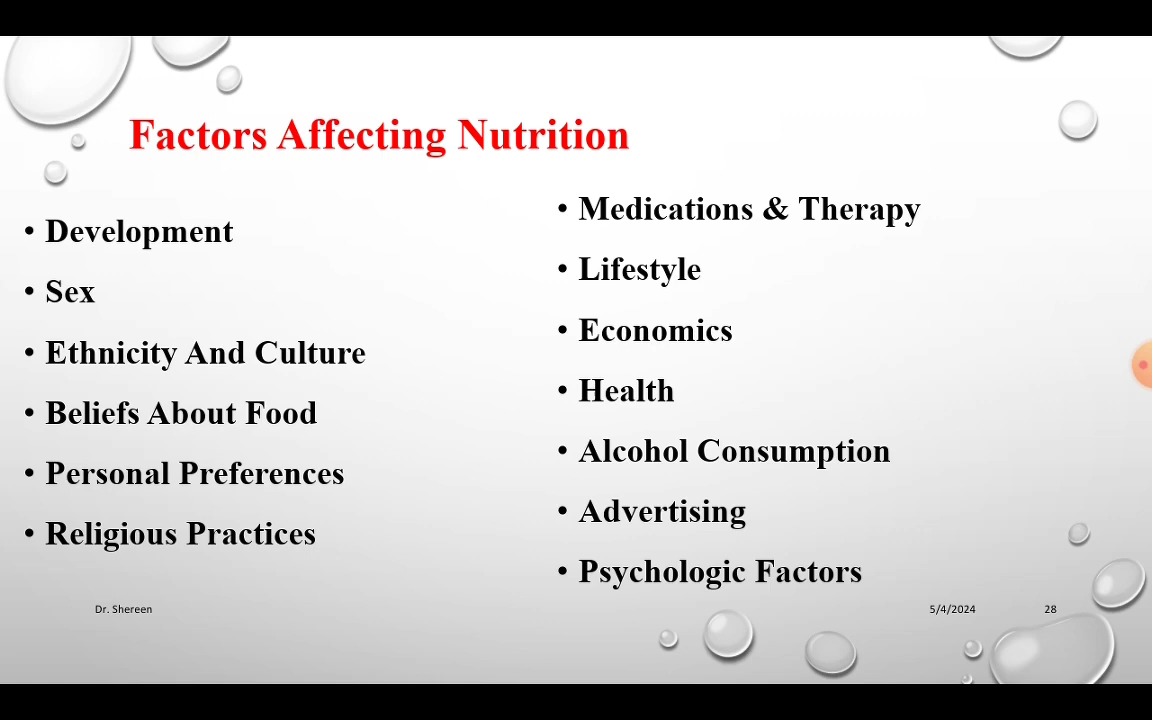 Factors Affecting Nutrition
• Development
• Sex
• Ethnicity And Culture
• Beliefs About Food
• Personal Preferences
• Religious Practices
• Medications & Therapy
• Lifestyle
• Economics
• Health
• Alcohol Consumption
• Advertising
• Psychologic Factors
Dr. Shereen
5/4/2024
28